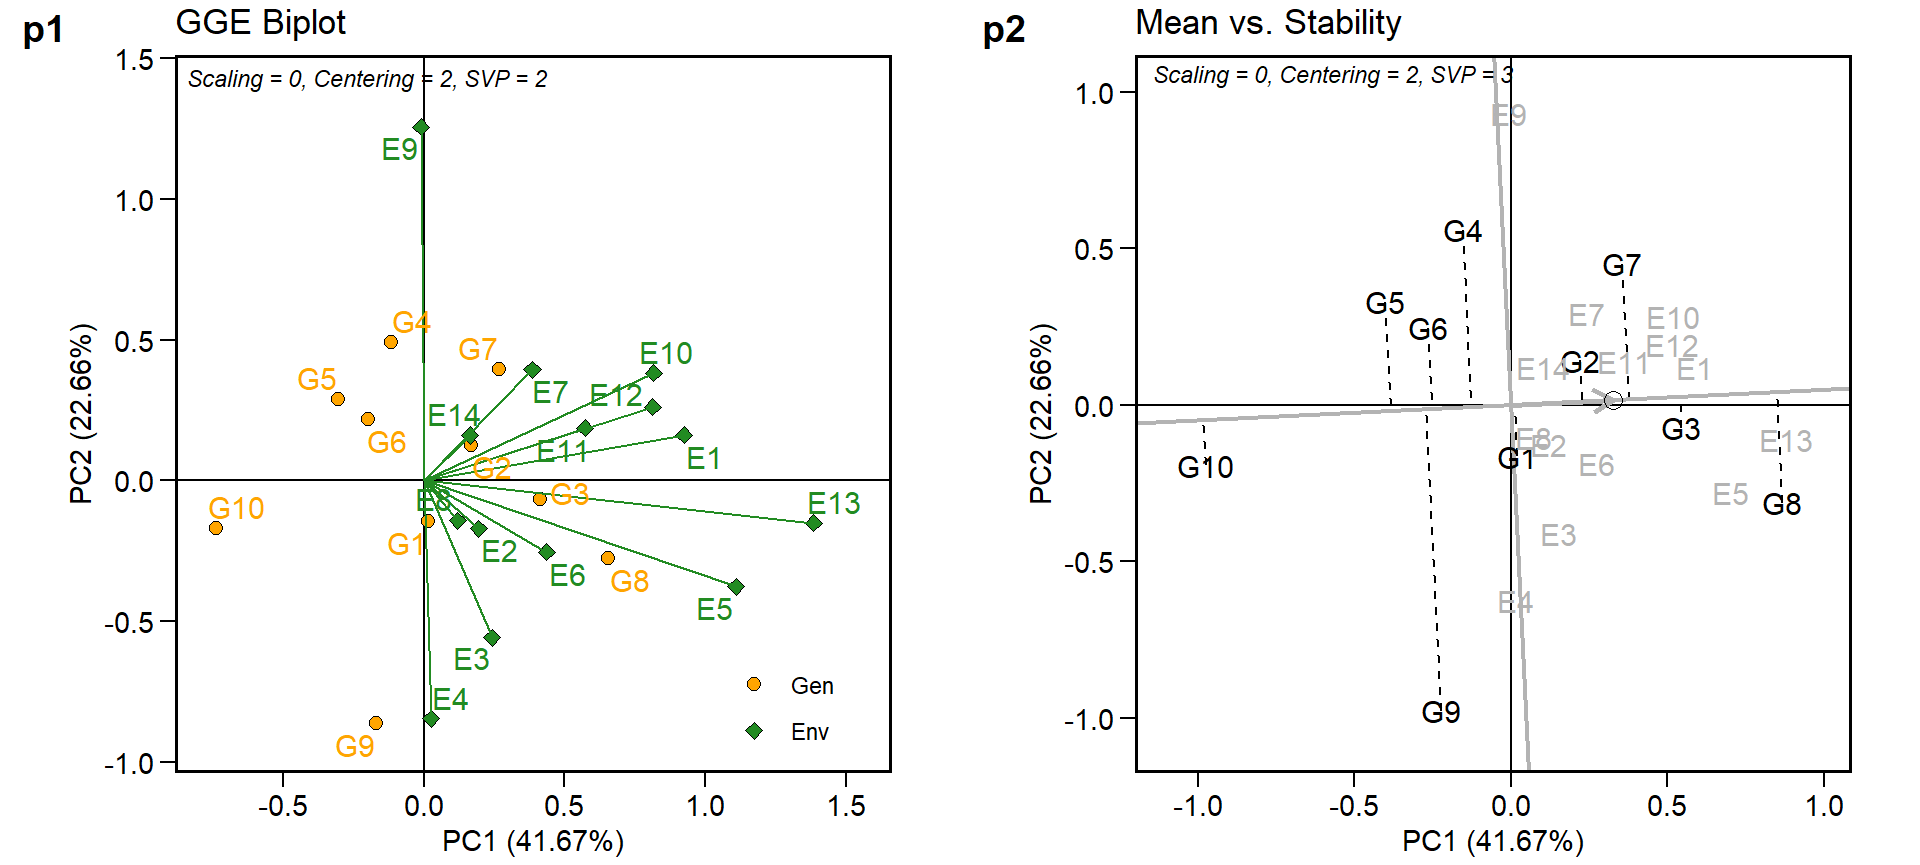 p1
GGE Biplot
Scaling = 0, Centering = 2, SVP = 2
1.5
1.0
0.5
0.0
-0.5
-1.0
PC2 (22.66%)
E9
G4
G7
E10
G5
E7
E12
E14
G6
E11
E1
G2
G10
E8
G3
E13
G1
E2
E6
G8
E5
E3
E4
G9
Gen
Env
-0.5
0.0
0.5
1.0
1.5
PC1 (41.67%)
p2
Mean vs. Stability
Scaling = 0, Centering = 2, SVP = 3
1.0
0.5
0.0
-0.5
-1.0
PC2 (22.66%)
E9
G4
G7
G5
E7
E10
G6
E12
E14
G2
E11
E1
G3
E8
E2
E13
G1
G10
E6
E5
G8
E3
E4
G9
-1.0
-0.5
0.0
0.5
1.0
PC1 (41.67%)